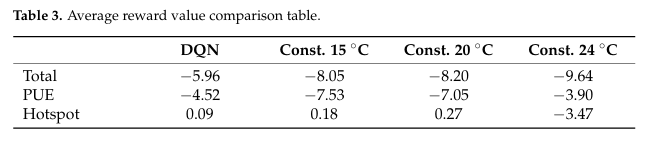 Table 3. Average reward value comparison table.
DQN Const. 15 °C Const. 20 °C Const. 24 °C
Total −5.96 −8.05 −8.20 −9.64
PUE −4.52 −7.53 −7.05 −3.90
Hotspot 0.09 0.18 0.27 −3.47